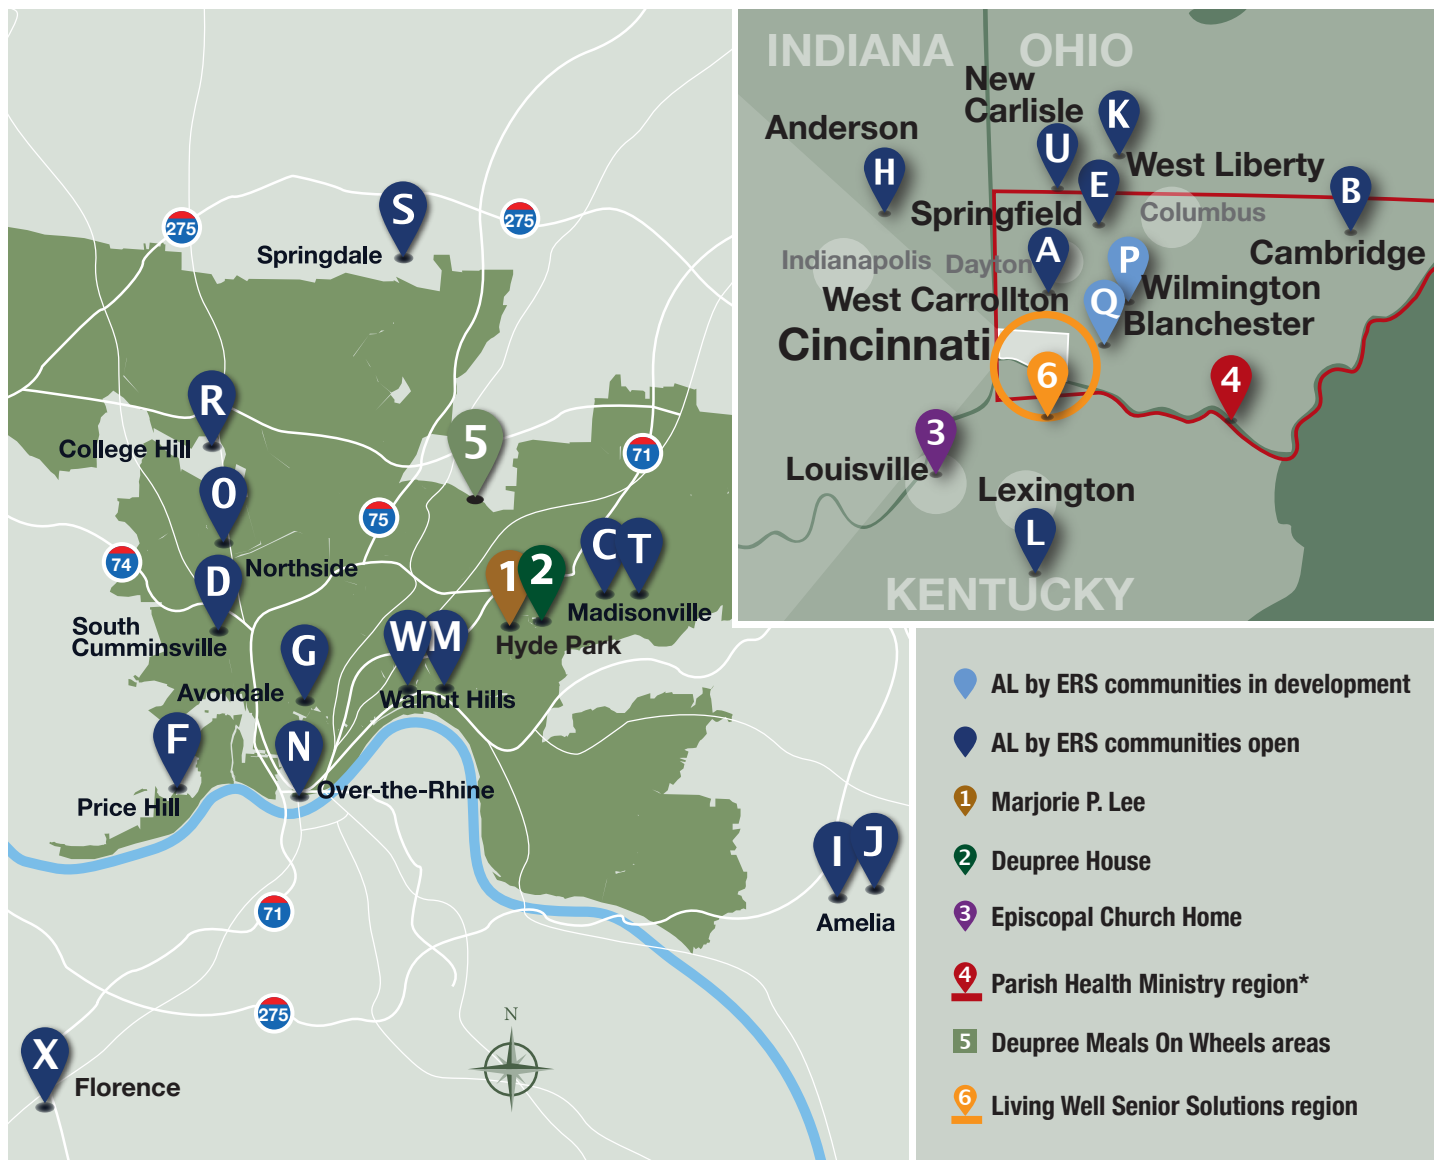 S
275
275
Springdale
R
College Hill
5
71
O
75
74
Northside
D
C
T
1
2
Madisonville
South
Cumminsville
Hyde Park
G
W
M
Avondale
Walnut Hills
F
N
Over-the-Rhine
Price Hill
I
J
Amelia
71
275
N
X
Florence
INDIANA
OHIO
New
Carlisle
K
Anderson
U
West Liberty
H
E
B
Springfield
Columbus
Cambridge
Indianapolis
Dayton
A
P
Wilmington
West Carrollton
Q
Blanchester
Cincinnati
6
4
3
Louisville
Lexington
L
KENTUCKY
AL by ERS communities in development
AL by ERS communities open
1 Marjorie P. Lee
2 Deupree House
3 Episcopal Church Home
4 Parish Health Ministry region*
5 Deupree Meals On Wheels areas
6 Living Well Senior Solutions region